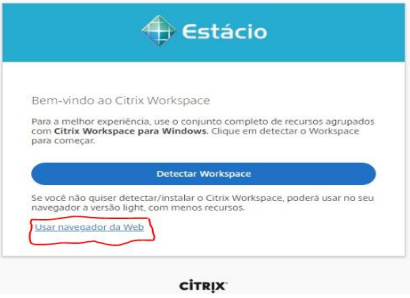 Estácio
Bem-vindo ao Citrix Workspace
Para a melhor experiência, use o conjunto completo de recursos agrupados
com Citrix Workspace para Windows. Clique em detectar o Workspace
para começar.
Detectar Workspace
Se você não quiser detectar/instalar o Citrix Workspace, poderá usar no seu
navegador a versão light, com menos recursos.
Usar navegador da Web
CİTRIX